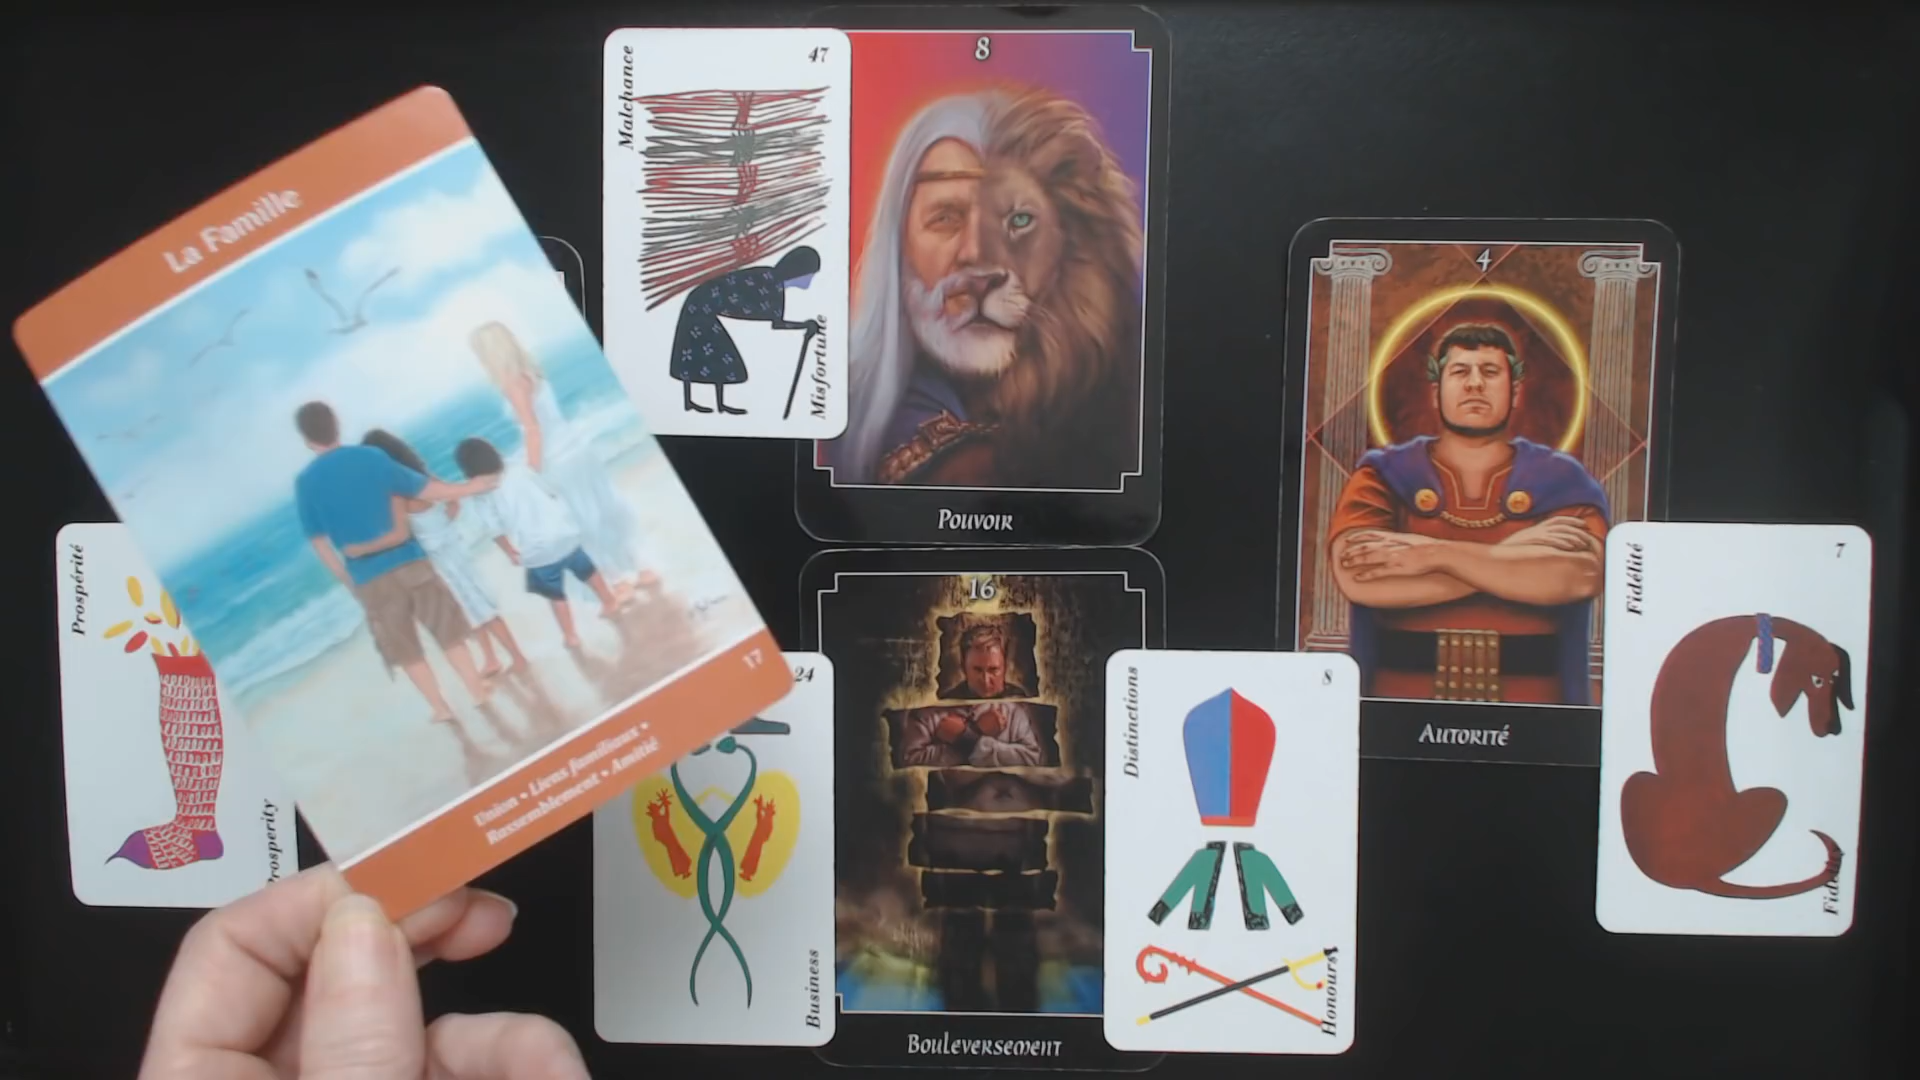 La Famille
17
Union • Liens familiaux •
Rassemblement • Amitié
47
Malchance
Misfortune
8
Pouvoir
4
Autorité
7
Fidélité
Prospérité
Prosperity
24
Business
16
Bouleversement
8
Distinctions
Honours